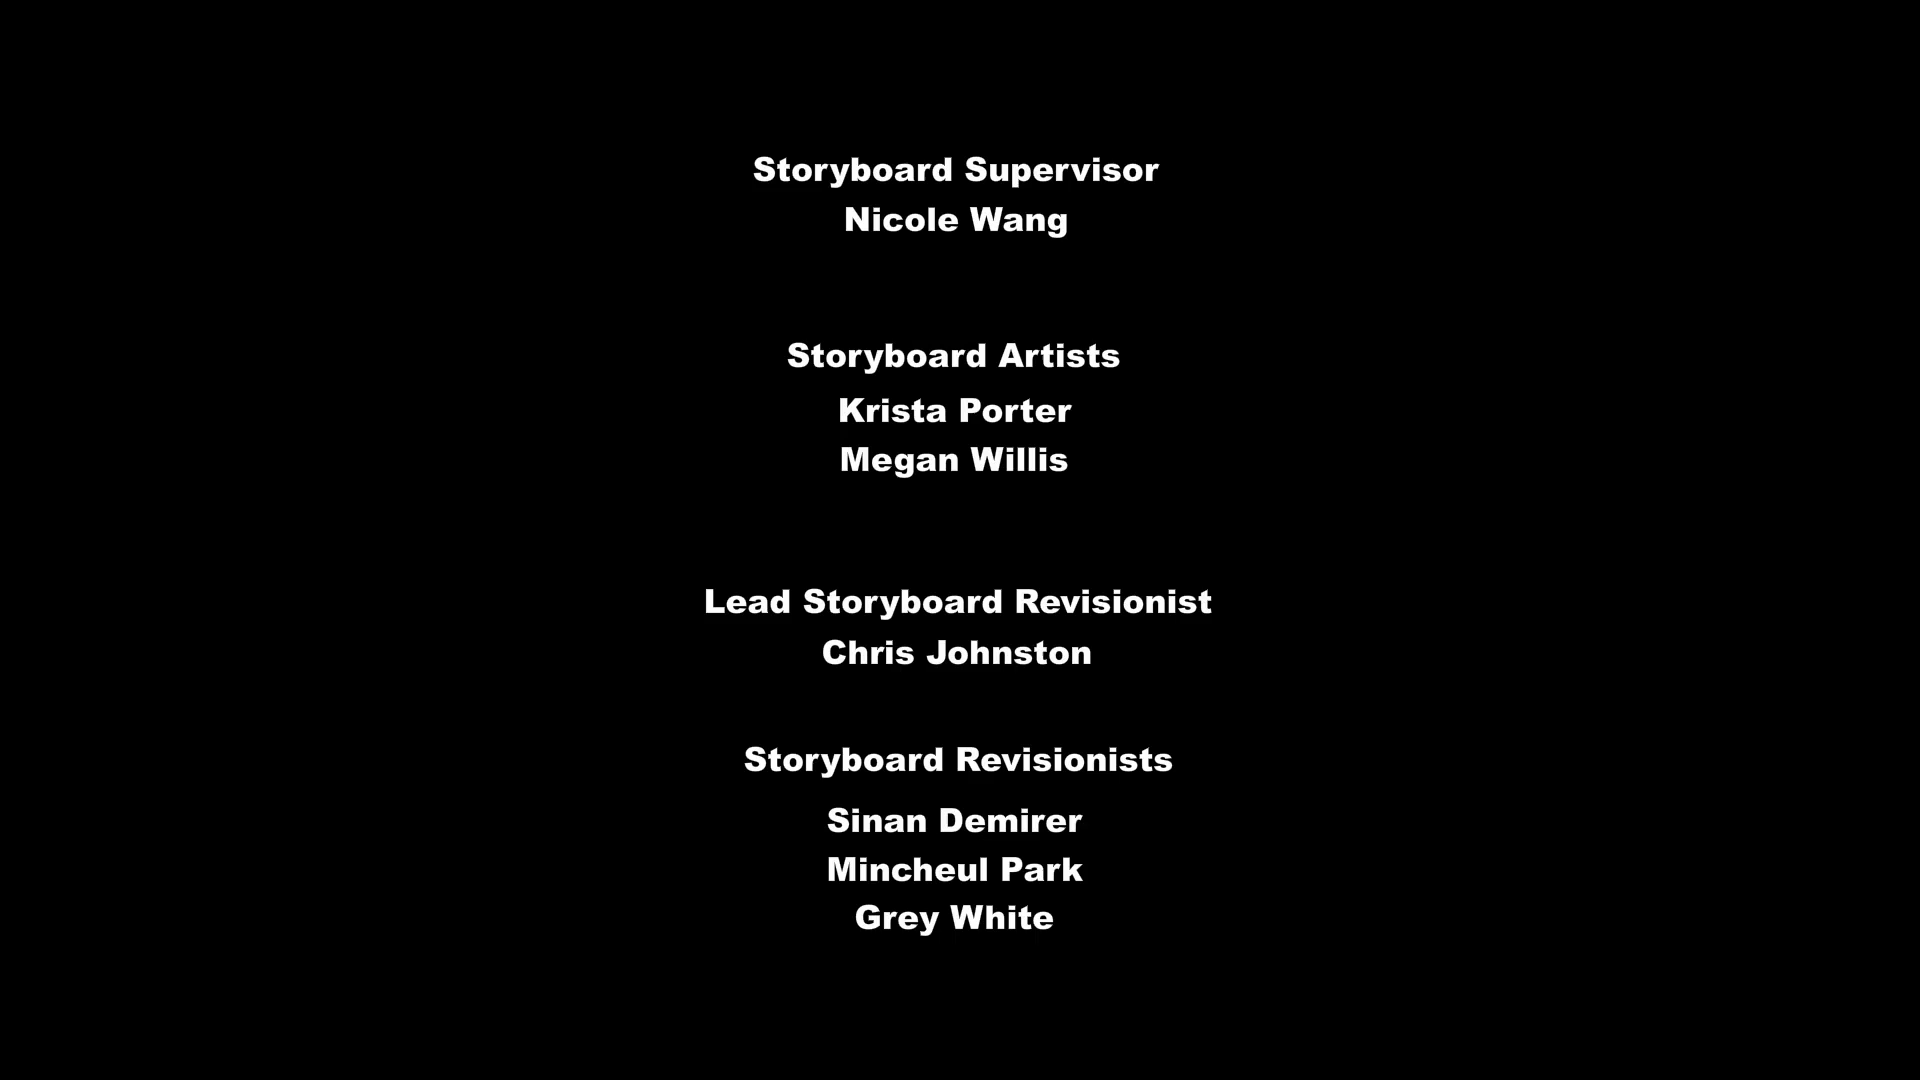 Storyboard Supervisor
Nicole Wang
Storyboard Artists
Krista Porter
Megan Willis
Lead Storyboard Revisionist
Chris Johnston
Storyboard Revisionists
Sinan Demirer
Mincheul Park
Grey White